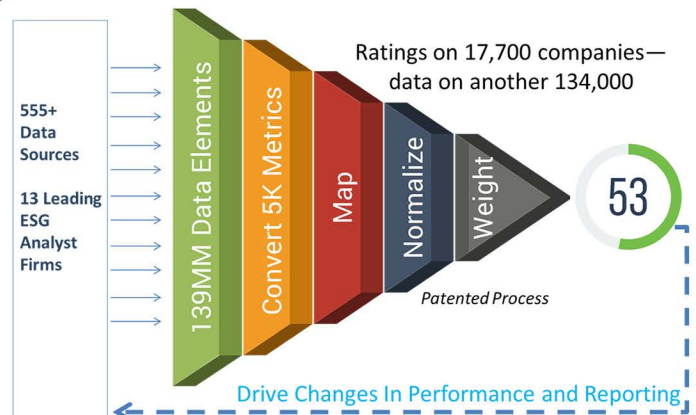 Ratings on 17,700 companies—
data on another 134,000
555+
Data
Sources
13 Leading
ESG
Analyst
Firms
139MM Data Elements
Convert 5K Metrics
Map
Normalize
Weight
53
Patented Process
Drive Changes In Performance and Reporting